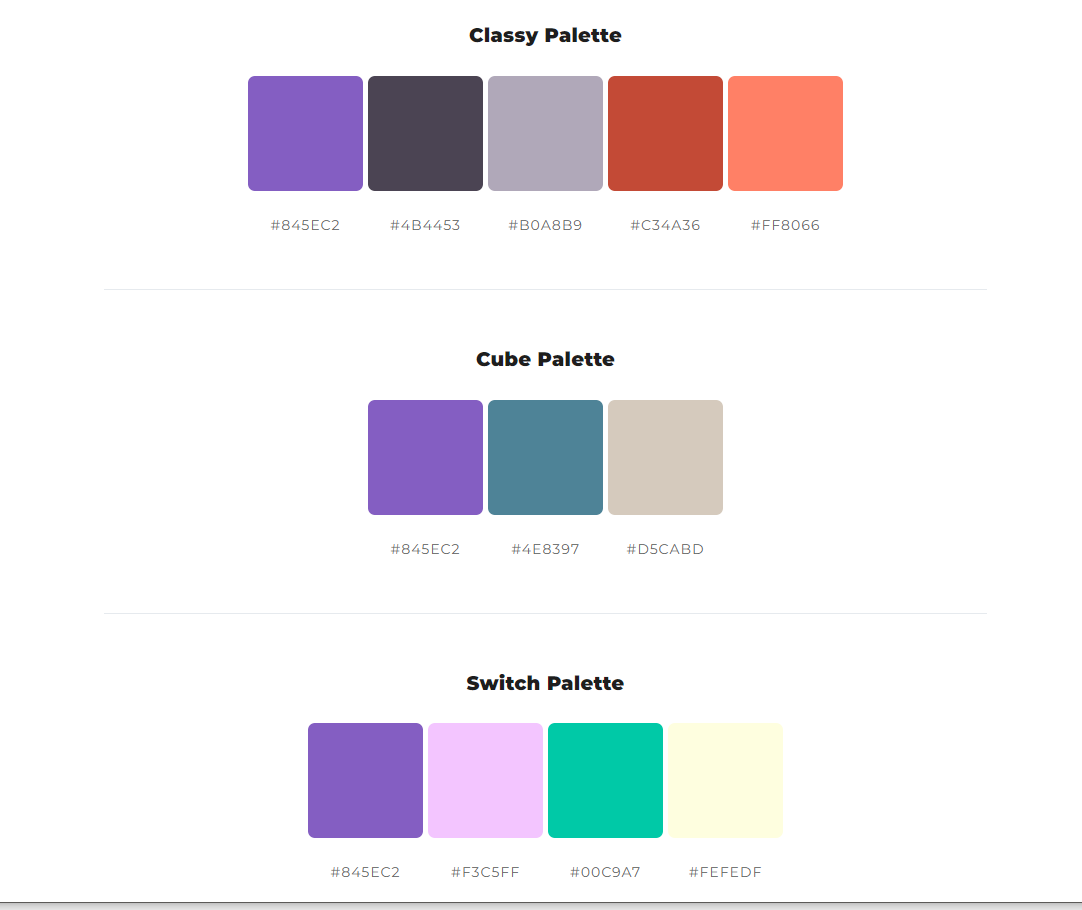 Classy Palette
#845EC2 #4B4453 #B0A8B9 #C34A36 #FF8066
Cube Palette
#845EC2 #4E8397 #D5CABD
Switch Palette
#845EC2 #F3C5FF #00C9A7 #FEFEDF